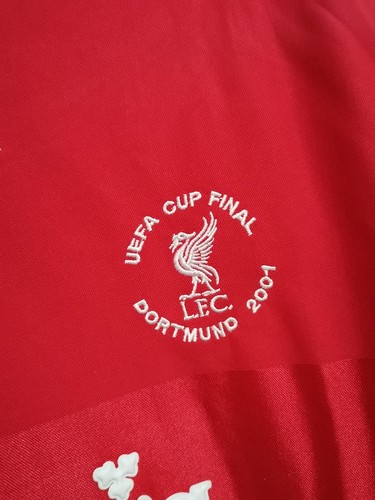 UEFA CUP FINAL
L.F.C.
DORTMUND 2001